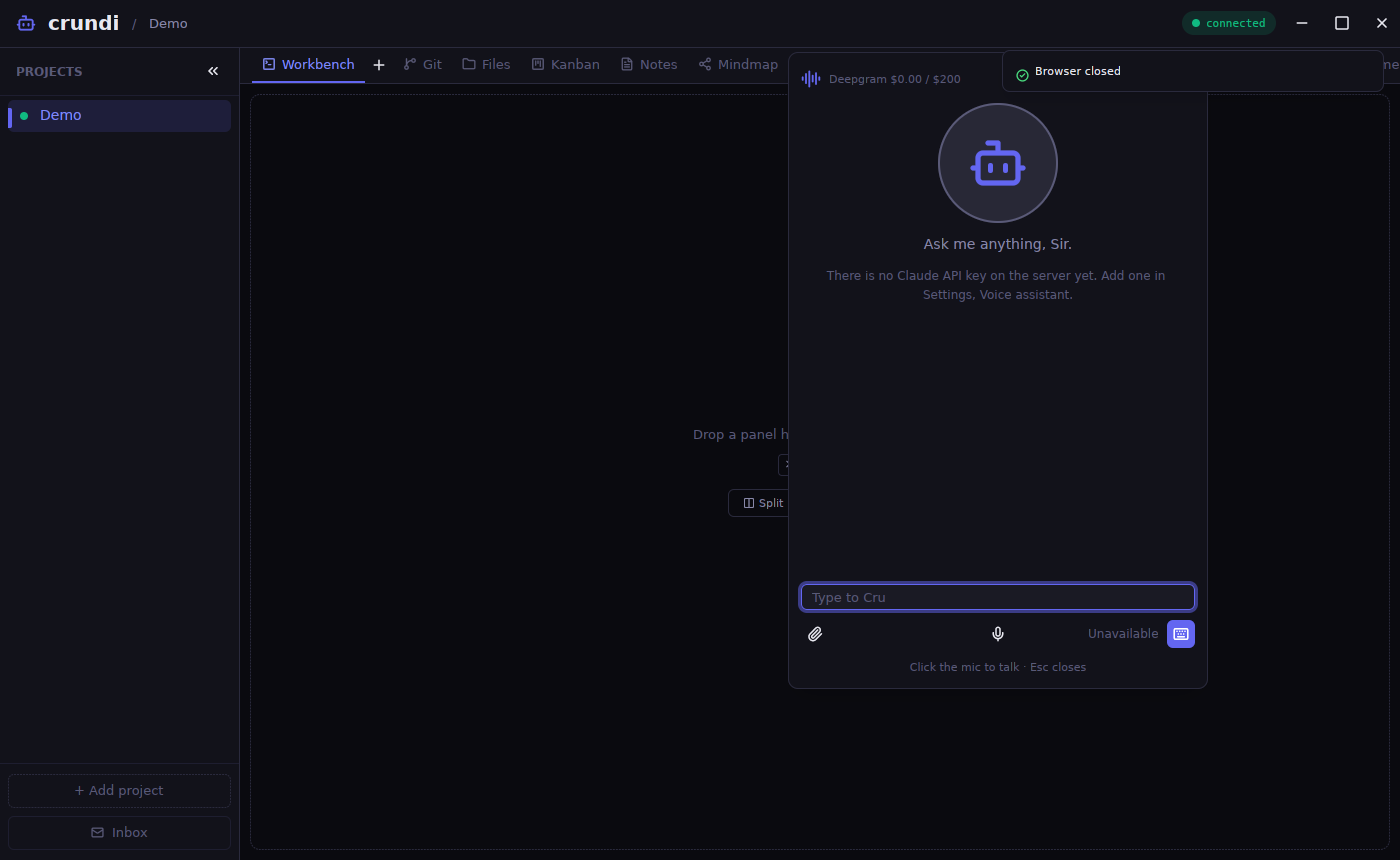 crundi / Demo
connected
PROJECTS
Demo
Workbench
Git
Files
Kanban
Notes
Mindmap
Deepgram $0.00 / $200
Browser closed
Ask me anything, Sir.
There is no Claude API key on the server yet. Add one in
Settings, Voice assistant.
Drop a panel
Split
Type to Cru
Unavailable
Click the mic to talk · Esc closes
+ Add project
Inbox